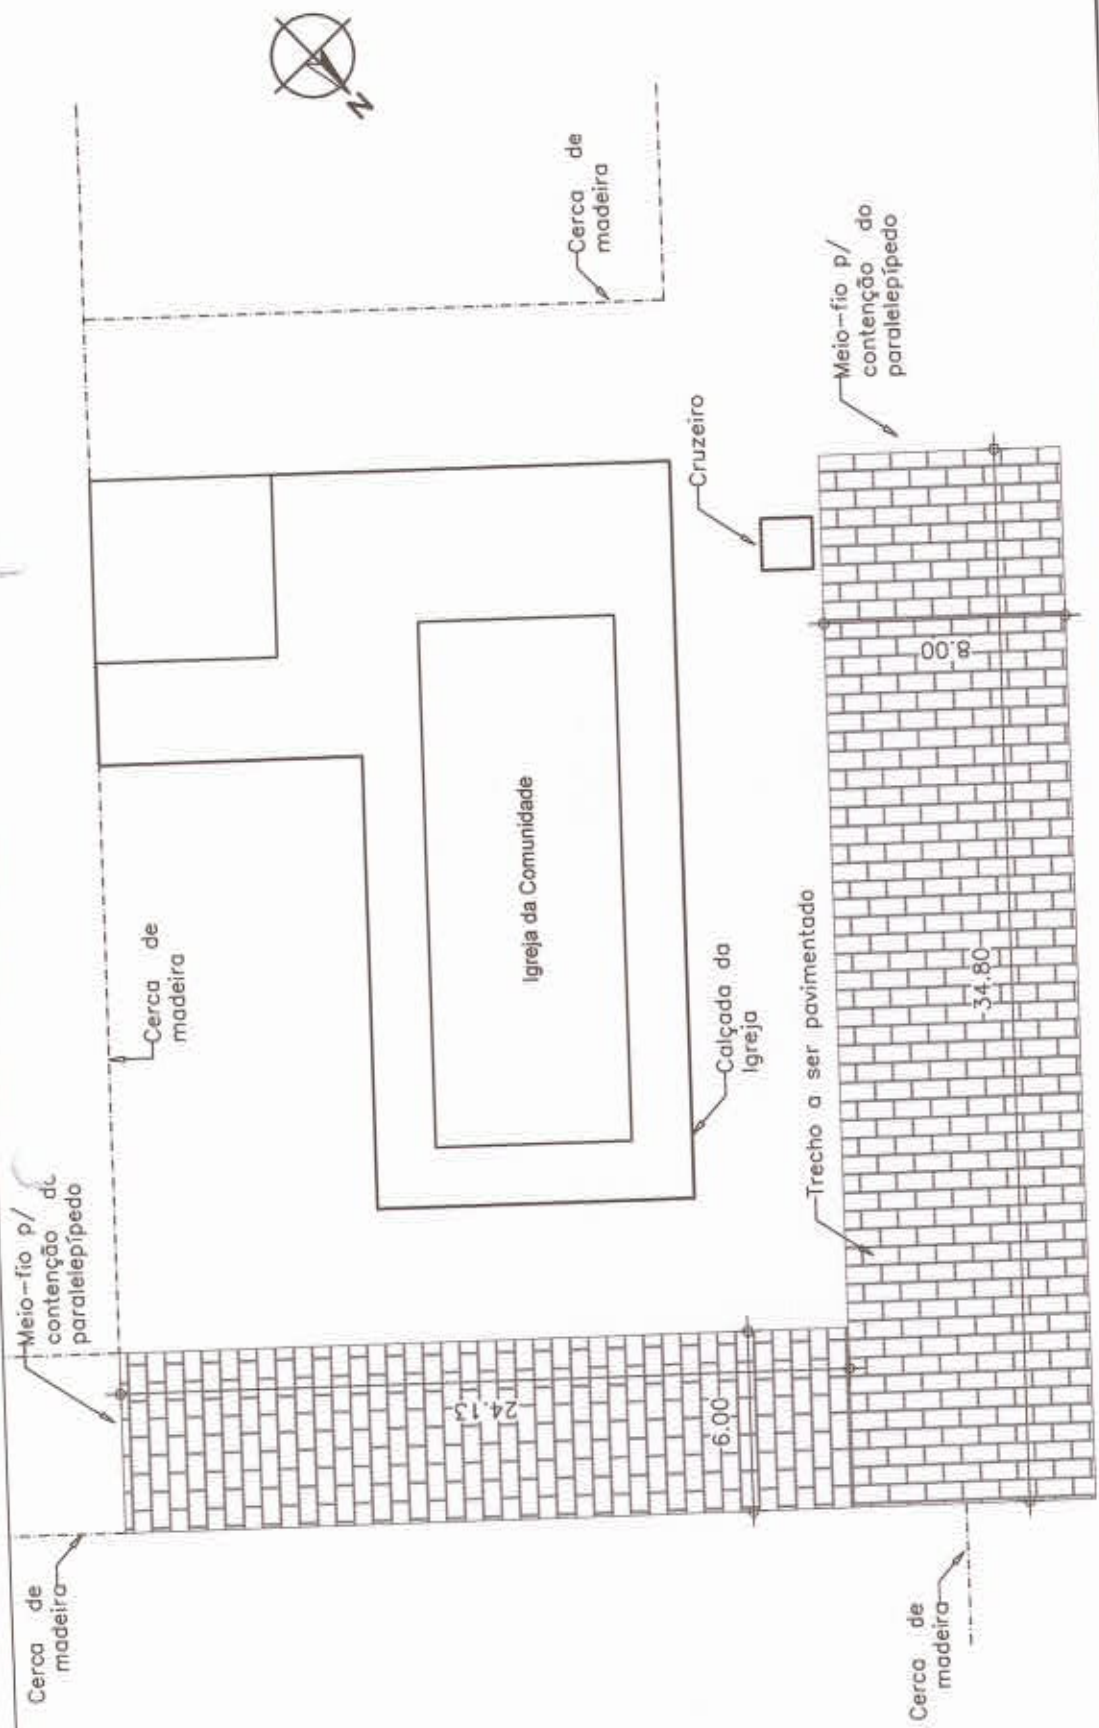 Cerca de
madeira
Meio-fio p/
contenção
paralelepípedo
N
Cerca de
madeira
Cerca de
madeira
Igreja da Comunidade
Calçada da
Igreja
Cruzeiro
Meio-fio p/
contenção do
paralelepípedo
Trecho a ser pavimentado
24.13
6.00
34.80
8.00
Cerca de
madeira